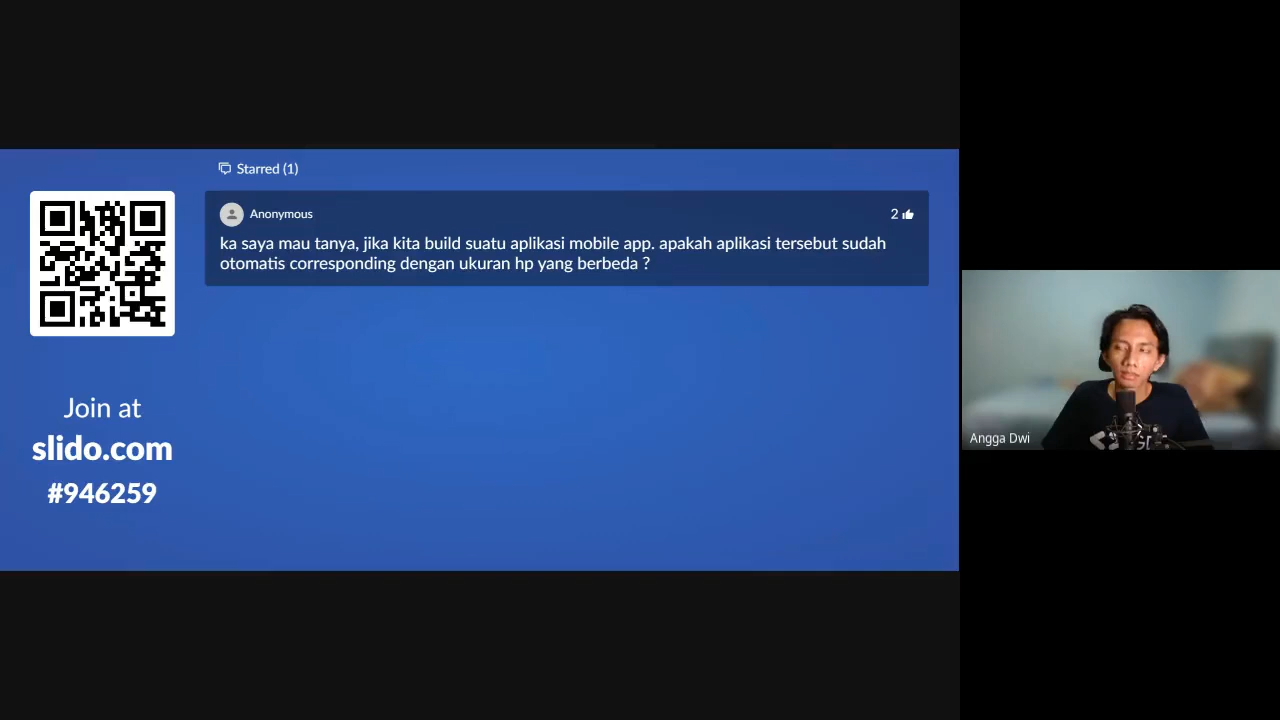 Starred (1)
Anonymous
2
ka saya mau tanya, jika kita build suatu aplikasi mobile app. apakah aplikasi tersebut sudah
otomatis corresponding dengan ukuran hp yang berbeda ?
Join at
slido.com
#946259
Angga Dwi